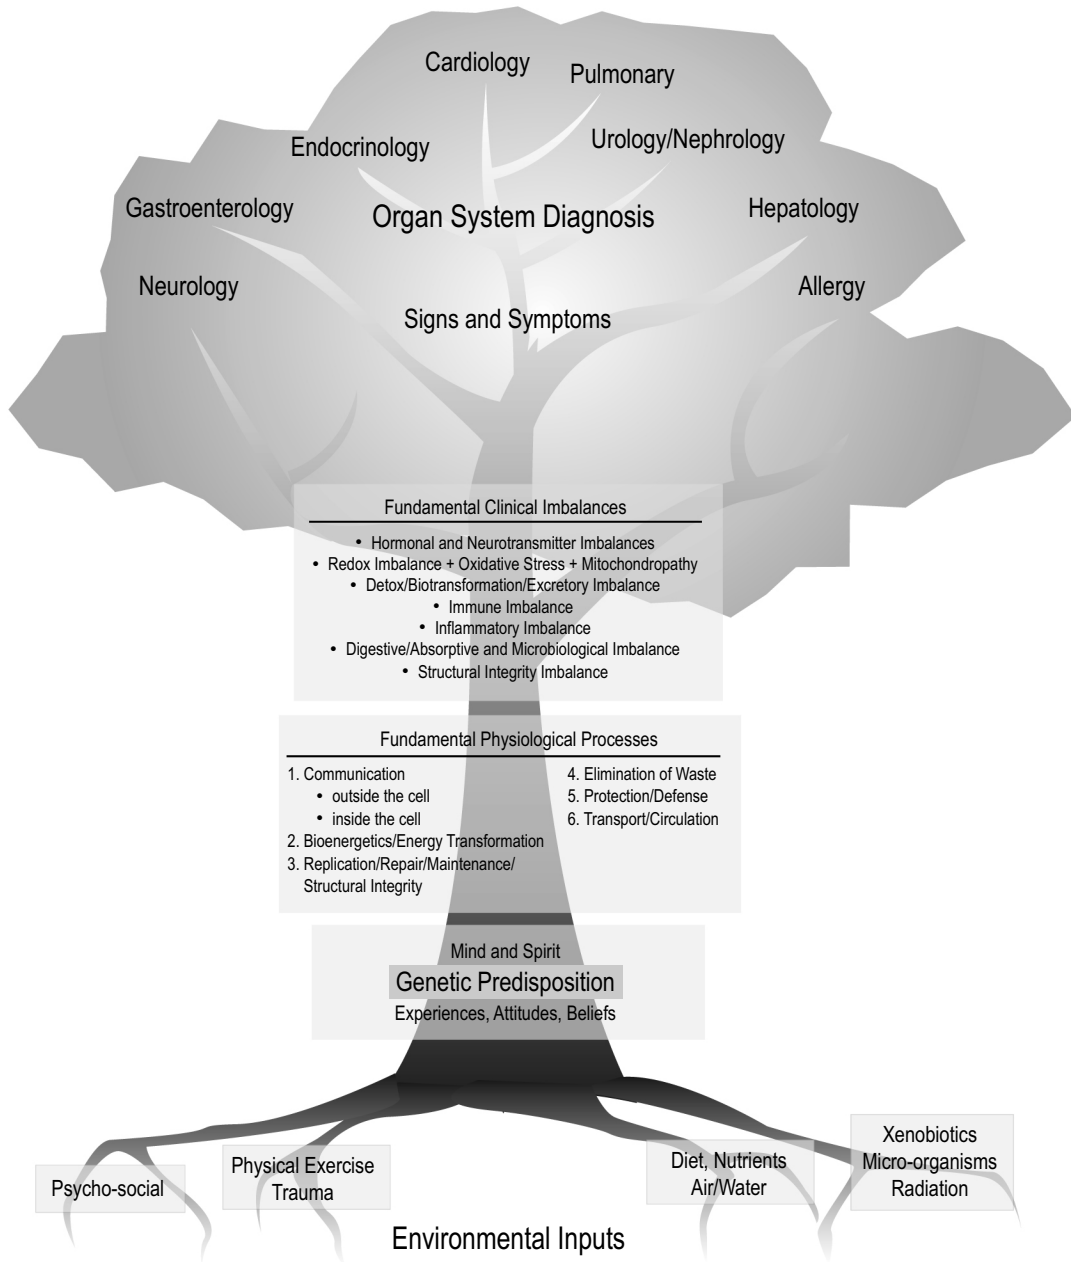 Cardiology
Pulmonary
Endocrinology
Urology/Nephrology
Gastroenterology
Organ System Diagnosis
Hepatology
Neurology
Allergy
Signs and Symptoms
Fundamental Clinical Imbalances
• Hormonal and Neurotransmitter Imbalances
• Redox Imbalance + Oxidative Stress + Mitochondropathy
• Detox/Biotransformation/Excretory Imbalance
• Immune Imbalance
• Inflammatory Imbalance
• Digestive/Absorptive and Microbiological Imbalance
• Structural Integrity Imbalance
Fundamental Physiological Processes
1. Communication
• outside the cell
• inside the cell
2. Bioenergetics/Energy Transformation
3. Replication/Repair/Maintenance/
Structural Integrity
4. Elimination of Waste
5. Protection/Defense
6. Transport/Circulation
Mind and Spirit
Genetic Predisposition
Experiences, Attitudes, Beliefs
Psycho-social
Physical Exercise
Trauma
Diet, Nutrients
Air/Water
Xenobiotics
Micro-organisms
Radiation
Environmental Inputs